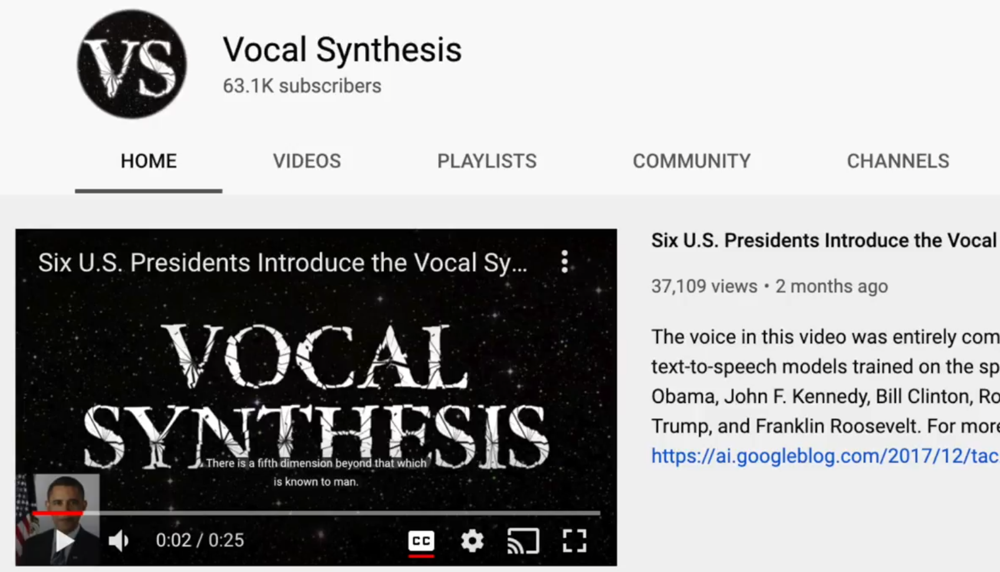 VS
Vocal Synthesis
63.1K subscribers
HOME
VIDEOS
PLAYLISTS
COMMUNITY
CHANNELS
Six U.S. Presidents Introduce the Vocal Sy...
VOCAL
SYNTHESIS
There is a fifth dimension beyond that which
is known to man.
0:02 / 0:25
CC
Six U.S. Presidents Introduce the Vocal
37,109 views • 2 months ago
The voice in this video was entirely com
text-to-speech models trained on the sp
Obama, John F. Kennedy, Bill Clinton, Ro
Trump, and Franklin Roosevelt. For more
https://ai.googleblog.com/2017/12/tac